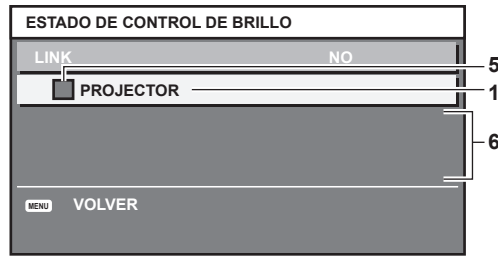 ESTADO DE CONTROL DE BRILLO
LINK NO
5
PROJECTOR 1
6
MENU VOLVER